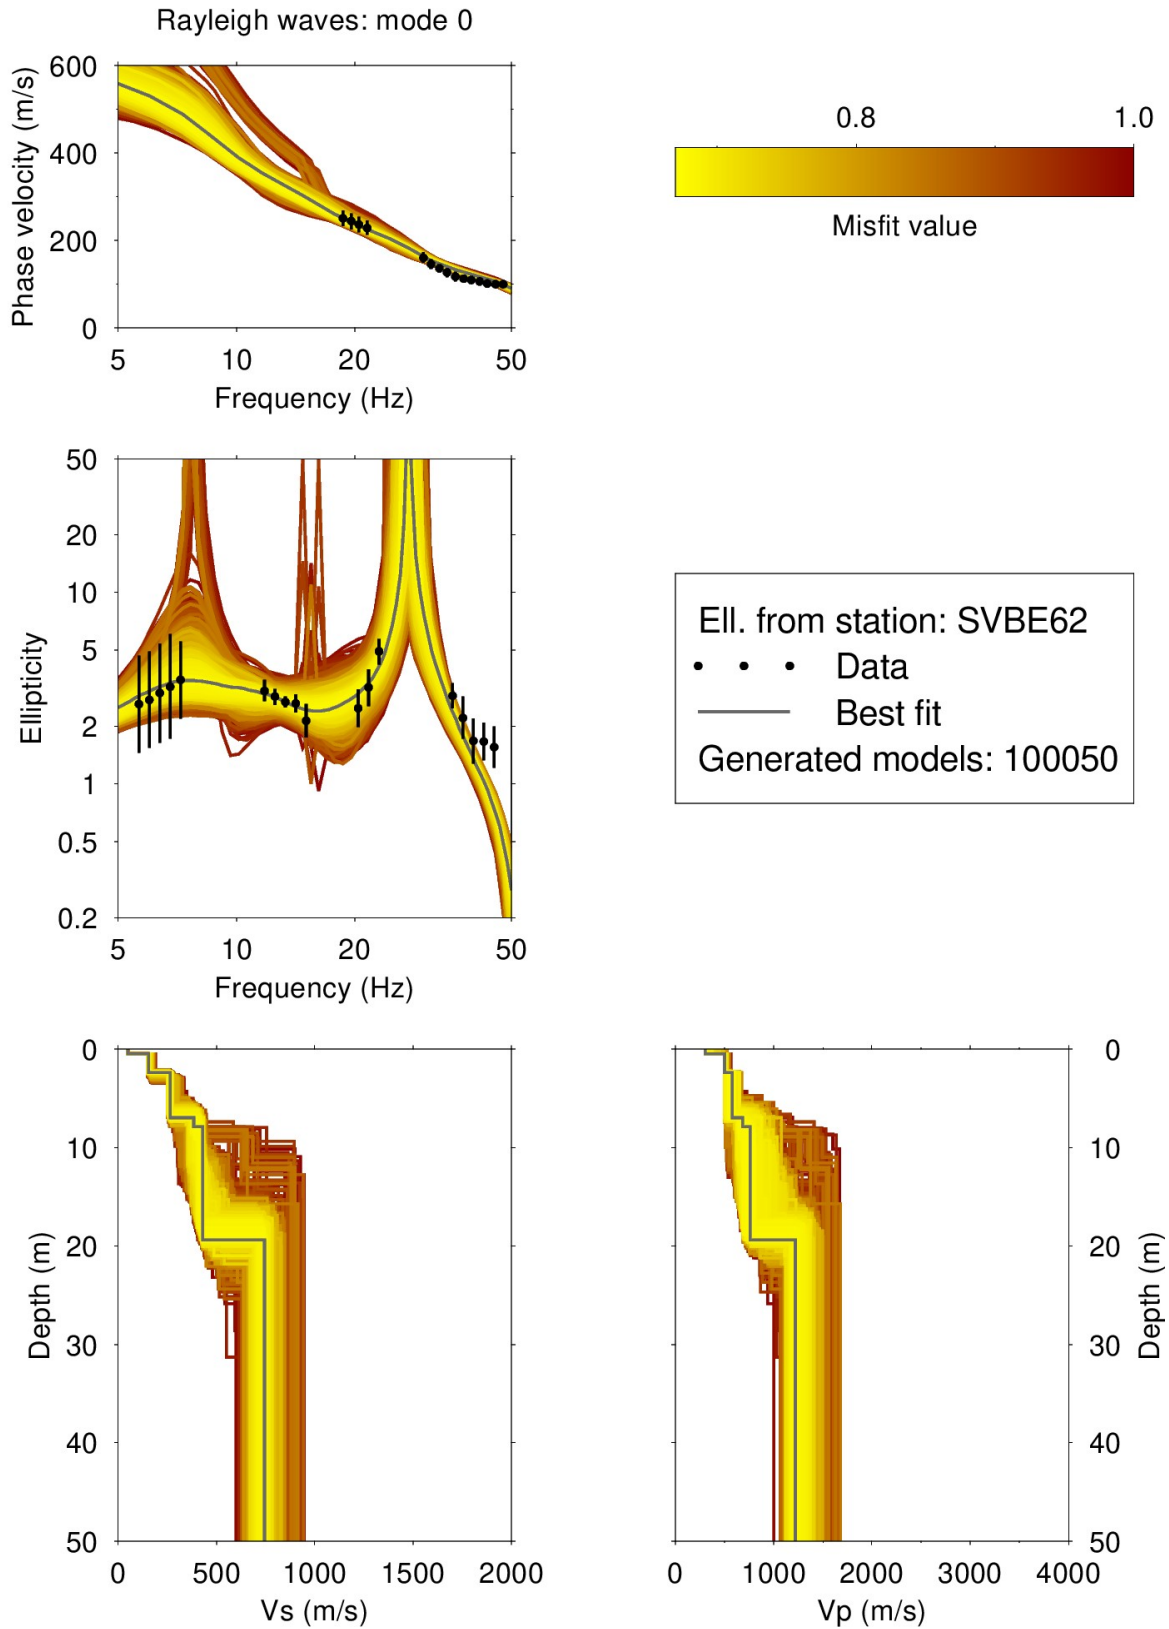 Rayleigh waves: mode 0
600
400
200
0
Phase velocity (m/s)
5 10 20 50
Frequency (Hz)
0.8 1.0
Misfit value
50
20
10
5
2
1
0.5
0.2
Ellipticity
5 10 20 50
Frequency (Hz)
Ell. from station: SVBE62
Data
Best fit
Generated models: 100050
0
10
20
30
40
50
Depth (m)
0 500 1000 1500 2000
Vs (m/s)
0
10
20
30
40
50
Depth (m)
0 1000 2000 3000 4000
Vp (m/s)